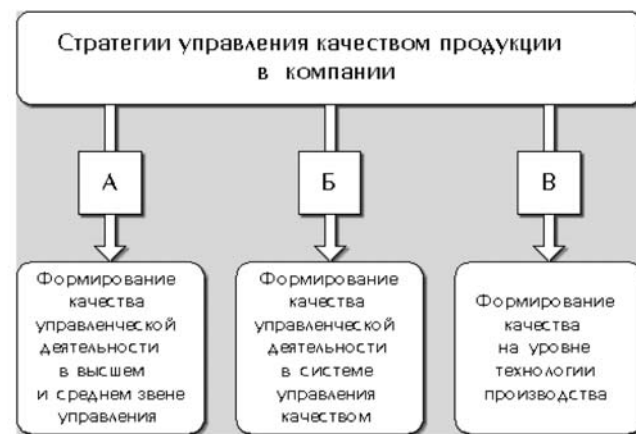 Стратегии управления качеством продукции
в компании
А
Б
В
Формирование
качества
управленческой
деятельности
в высшем
и среднем звене
управления
Формирование
качества
управленческой
деятельности
в системе
управления
качеством
Формирование
качества
на уровне
технологии
производства